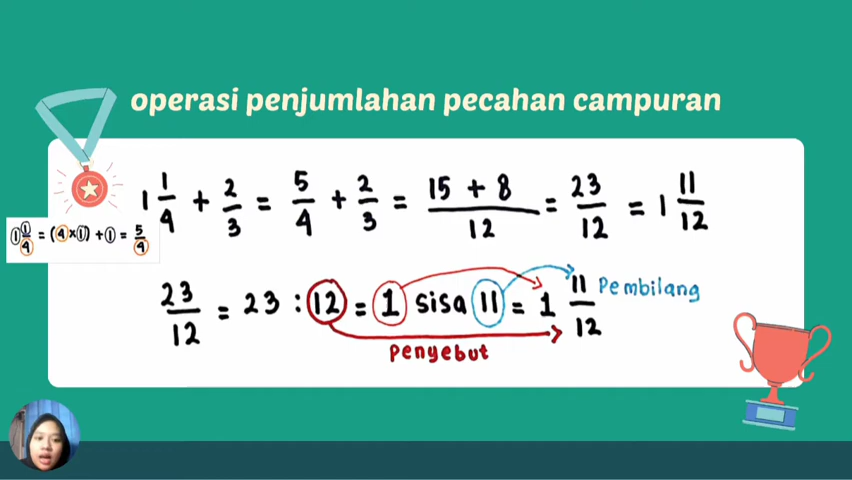 operasi penjumlahan pecahan campuran
1 1/4 + 2/3 = 5/4 + 2/3 = 15 + 8/12 = 23/12 = 1 11/12
1 1/4 = (4x1) + 1 = 5/4
23/12 = 23 : 12 = 1 sisa 11 = 1 11/12 Pembilang
Penyebut